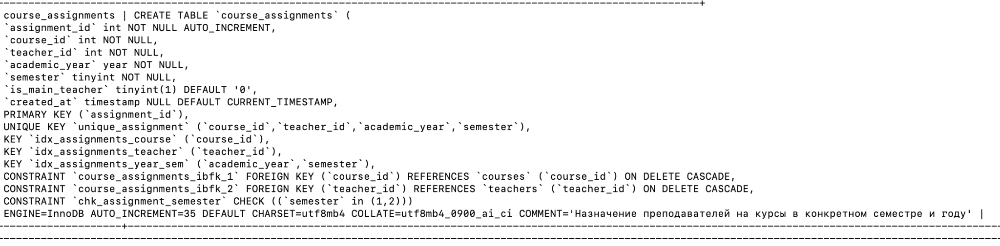 course_assignments | CREATE TABLE `course_assignments` (
`assignment_id` int NOT NULL AUTO_INCREMENT,
`course_id` int NOT NULL,
`teacher_id` int NOT NULL,
`academic_year` year NOT NULL,
`semester` tinyint NOT NULL,
`is_main_teacher` tinyint(1) DEFAULT '0',
`created_at` timestamp NULL DEFAULT CURRENT_TIMESTAMP,
PRIMARY KEY (`assignment_id`),
UNIQUE KEY `unique_assignment` (`course_id`,`teacher_id`,`academic_year`,`semester`),
KEY `idx_assignments_course` (`course_id`),
KEY `idx_assignments_teacher` (`teacher_id`),
KEY `idx_assignments_year_sem` (`academic_year`,`semester`),
CONSTRAINT `course_assignments_ibfk_1` FOREIGN KEY (`course_id`) REFERENCES `courses` (`course_id`) ON DELETE CASCADE,
CONSTRAINT `course_assignments_ibfk_2` FOREIGN KEY (`teacher_id`) REFERENCES `teachers` (`teacher_id`) ON DELETE CASCADE,
CONSTRAINT `chk_assignment_semester` CHECK ((`semester` in (1,2)))
ENGINE=InnoDB AUTO_INCREMENT=35 DEFAULT CHARSET=utf8mb4 COLLATE=utf8mb4_0900_ai_ci COMMENT='Назначение преподавателей на курсы в конкретном семестре и году' |